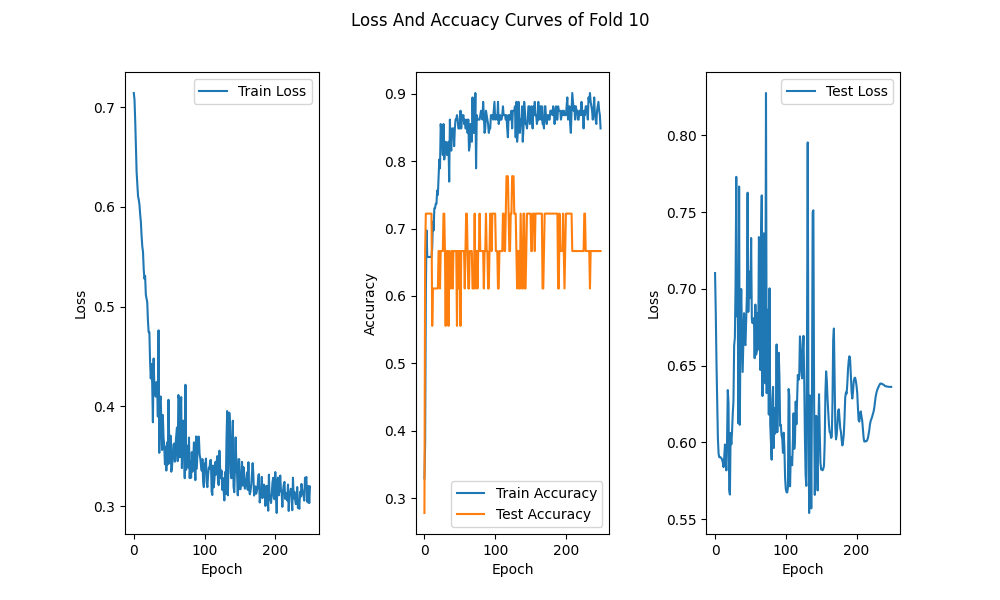 Loss And Accuacy Curves of Fold 10
Train Loss
0.7
0.6
0.5
0.4
0.3
Loss
0
100
200
Epoch
0.9
0.8
0.7
0.6
0.5
0.4
0.3
Accuracy
Train Accuracy
Test Accuracy
0
100
200
Epoch
Test Loss
0.80
0.75
0.70
0.65
0.60
0.55
Loss
0
100
200
Epoch